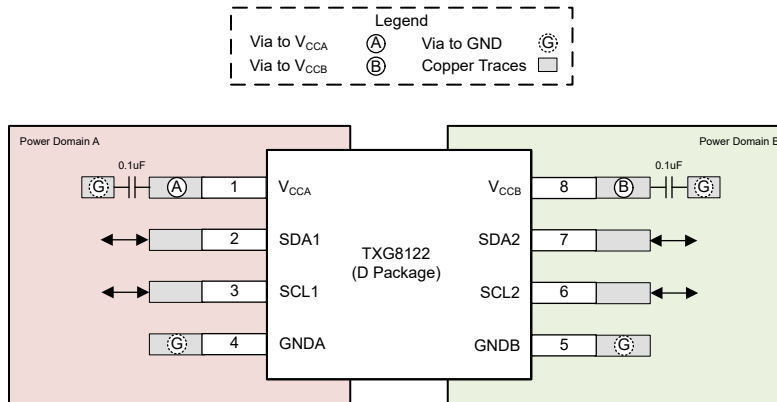 Legend
Via to VCCA A Via to GND G
Via to VCCB B Copper Traces
Power Domain A Power Domain B
0.1uF 0.1uF
G A 1 VCCA VCCB 8 B G
2 SDA1 SDA2 7
TXG8122
(D Package)
3 SCL1 SCL2 6
G 4 GNDA GNDB 5 G